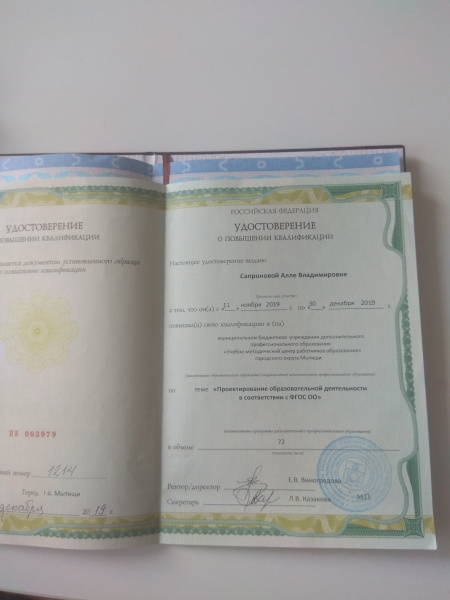 УДОСТОВЕРЕНИЕ
ПОВЫШЕНИИ КВАЛИФИКАЦИИ
является документом установленного образца
повышении квалификации
ПК 003979
номер 1214
Город г.о. Мытищи
декабря 2019 г.
РОССИЙСКАЯ ФЕДЕРАЦИЯ
УДОСТОВЕРЕНИЕ
О ПОВЫШЕНИИ КВАЛИФИКАЦИИ
Настоящее удостоверение выдано
Сапроновой Алле Владимировне
в том, что он(а) с «11» ноября 2019 г. по «30» декабря 2019 г.
повысил(а) свою квалификацию в (на)
муниципальном бюджетном учреждении дополнительного
профессионального образования
«Учебно-методический центр работников образования»
городского округа Мытищи
по теме «Проектирование образовательной деятельности
в соответствии с ФГОС ОО»
в объеме 72
Ректор/директор Е.В. Виноградова
Секретарь Л.В. Казакова
М.П.